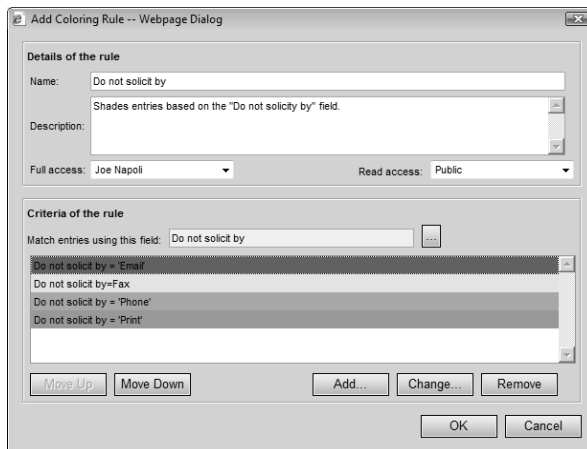 Add Coloring Rule -- Webpage Dialog
Details of the rule
Name: Do not solicit by
Description: Shades entries based on the "Do not solicity by" field.
Full access: Joe Napoli Read access: Public
Criteria of the rule
Match entries using this field: Do not solicit by ...
Do not solicit by = 'Email'
Do not solicit by=Fax
Do not solicit by = 'Phone'
Do not solicit by = 'Print'
Move Up Move Down Add... Change... Remove
OK Cancel